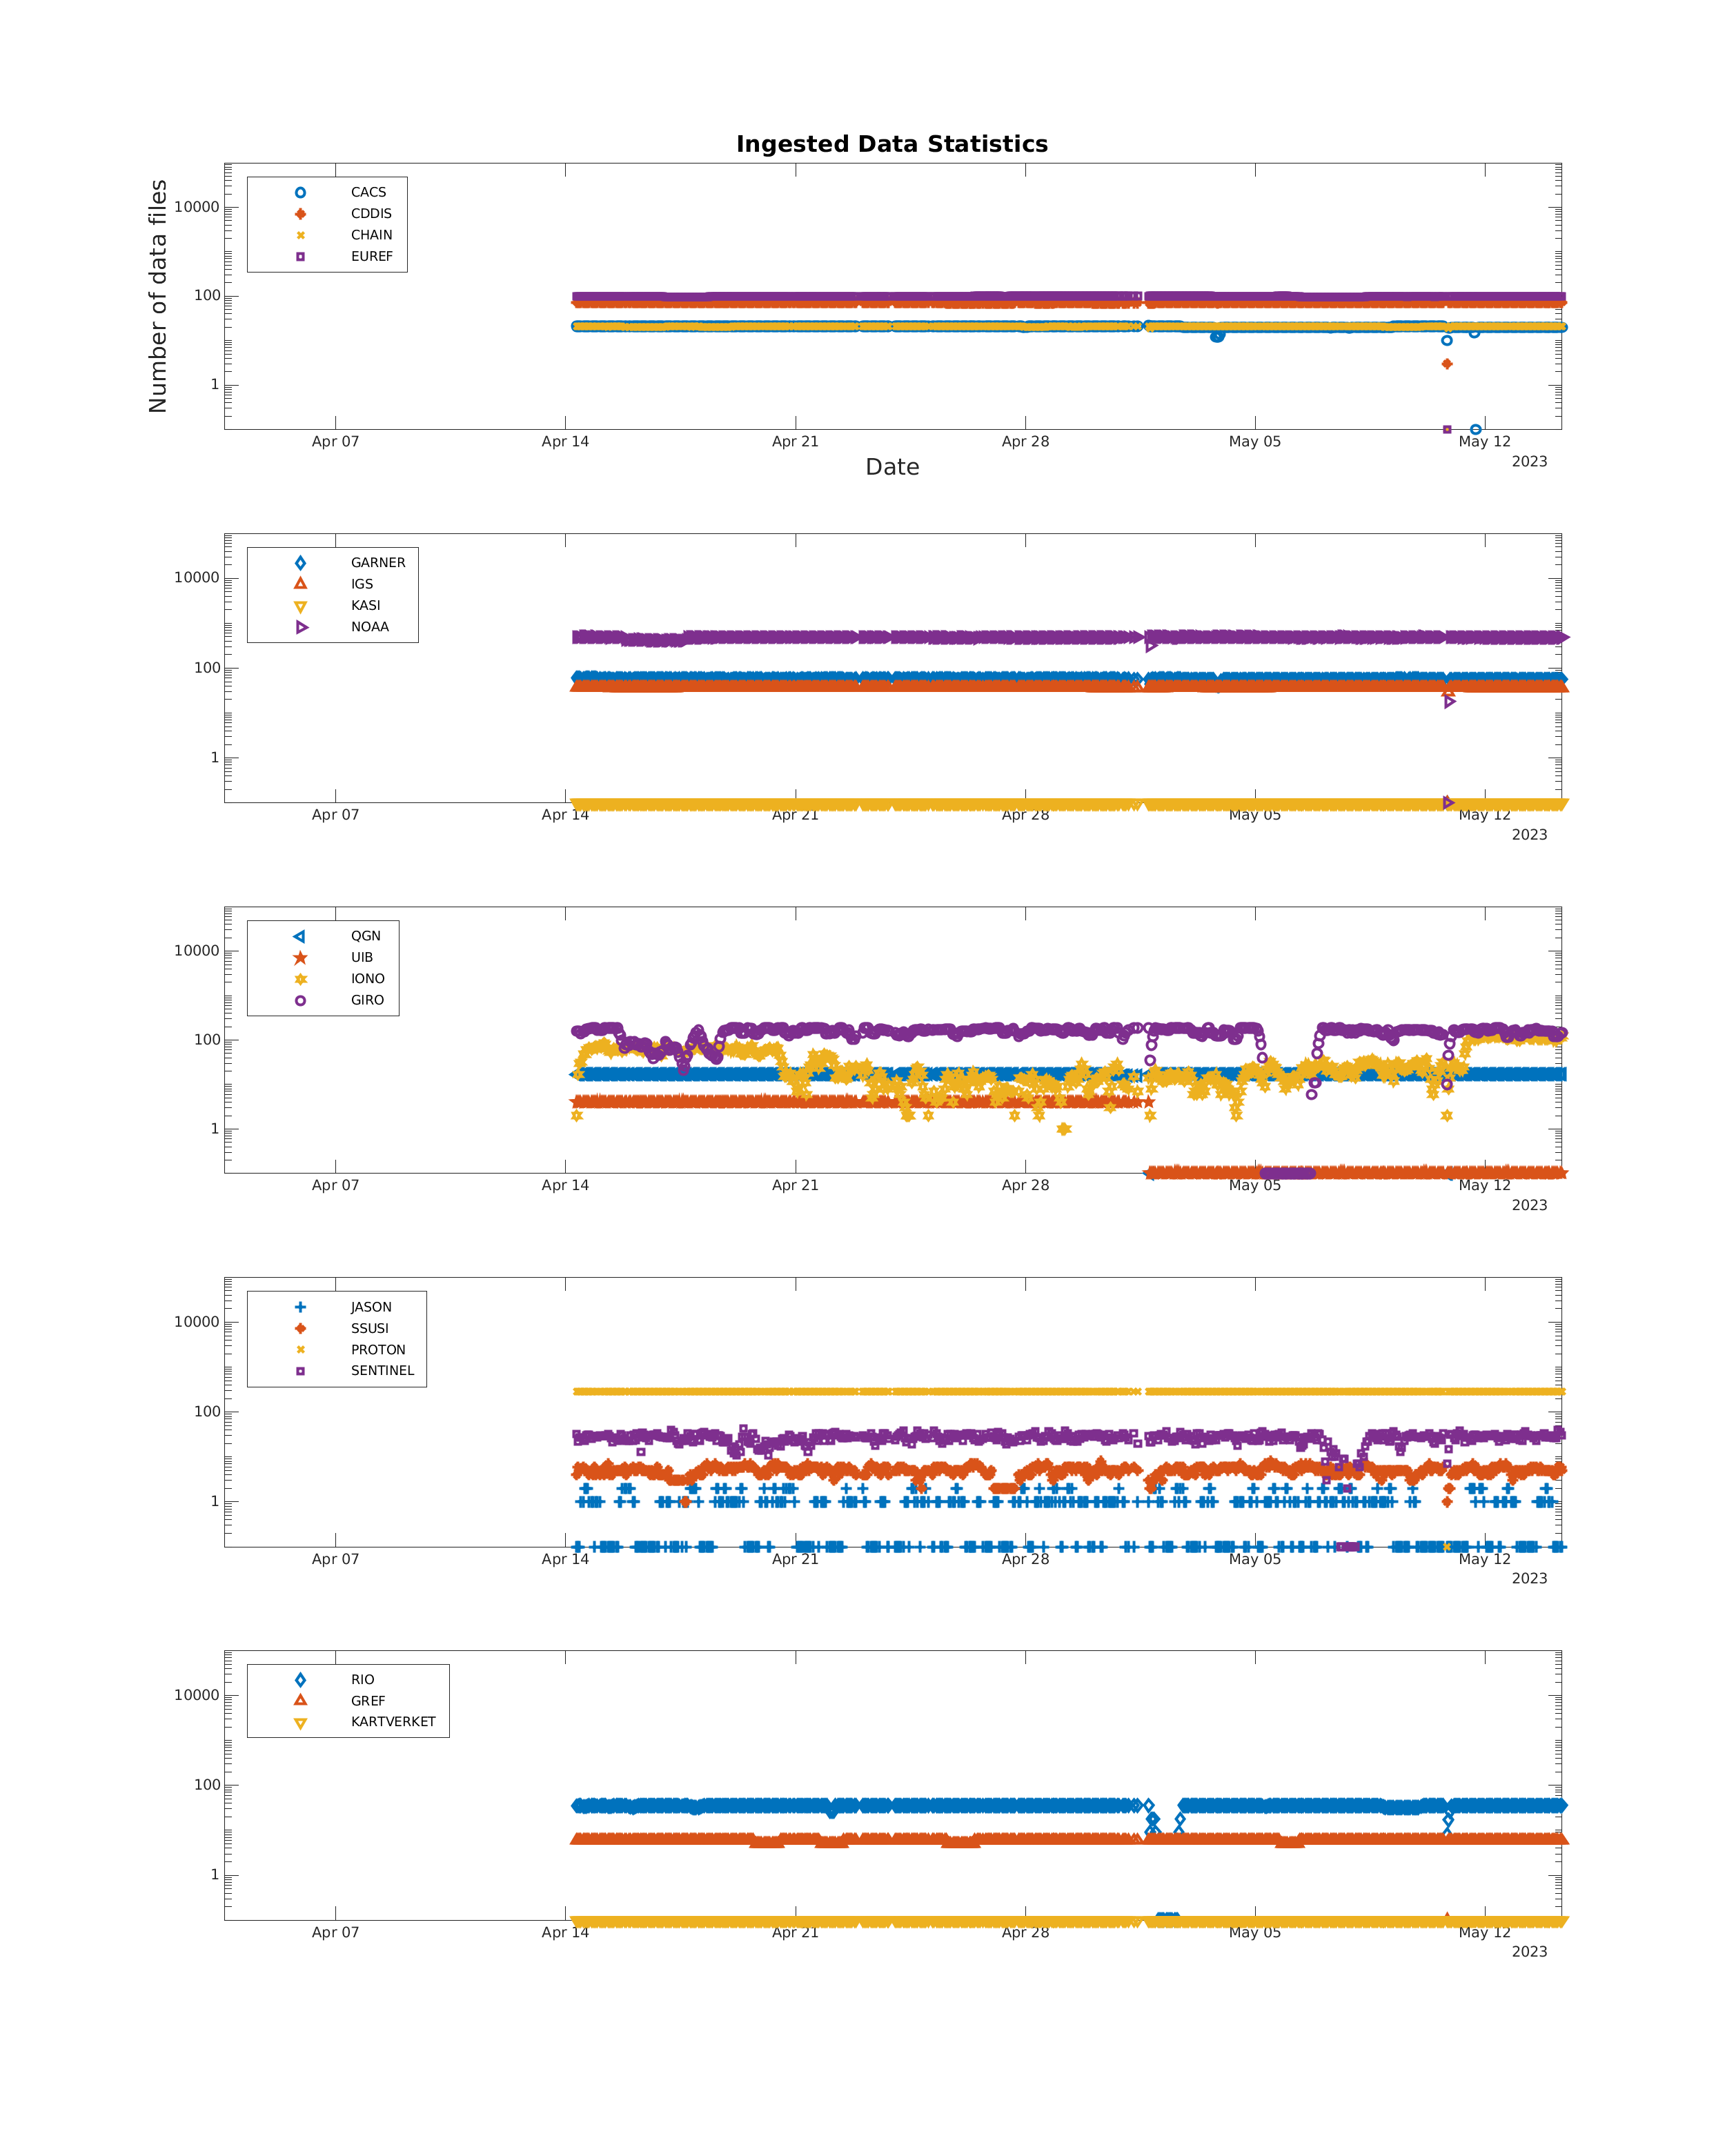 Ingested Data Statistics
Number of data files
CACS
CDDIS
CHAIN
EUREF
10000
100
1
Apr 07 Apr 14 Apr 21 Apr 28 May 05 May 12
2023
Date
GARNER
IGS
KASI
NOAA
10000
100
1
Apr 07 Apr 14 Apr 21 Apr 28 May 05 May 12
2023
QGN
UIB
IONO
GIRO
10000
100
1
Apr 07 Apr 14 Apr 21 Apr 28 May 05 May 12
2023
JASON
SSUSI
PROTON
SENTINEL
10000
100
1
Apr 07 Apr 14 Apr 21 Apr 28 May 05 May 12
2023
RIO
GREF
KARTVERKET
10000
100
1
Apr 07 Apr 14 Apr 21 Apr 28 May 05 May 12
2023